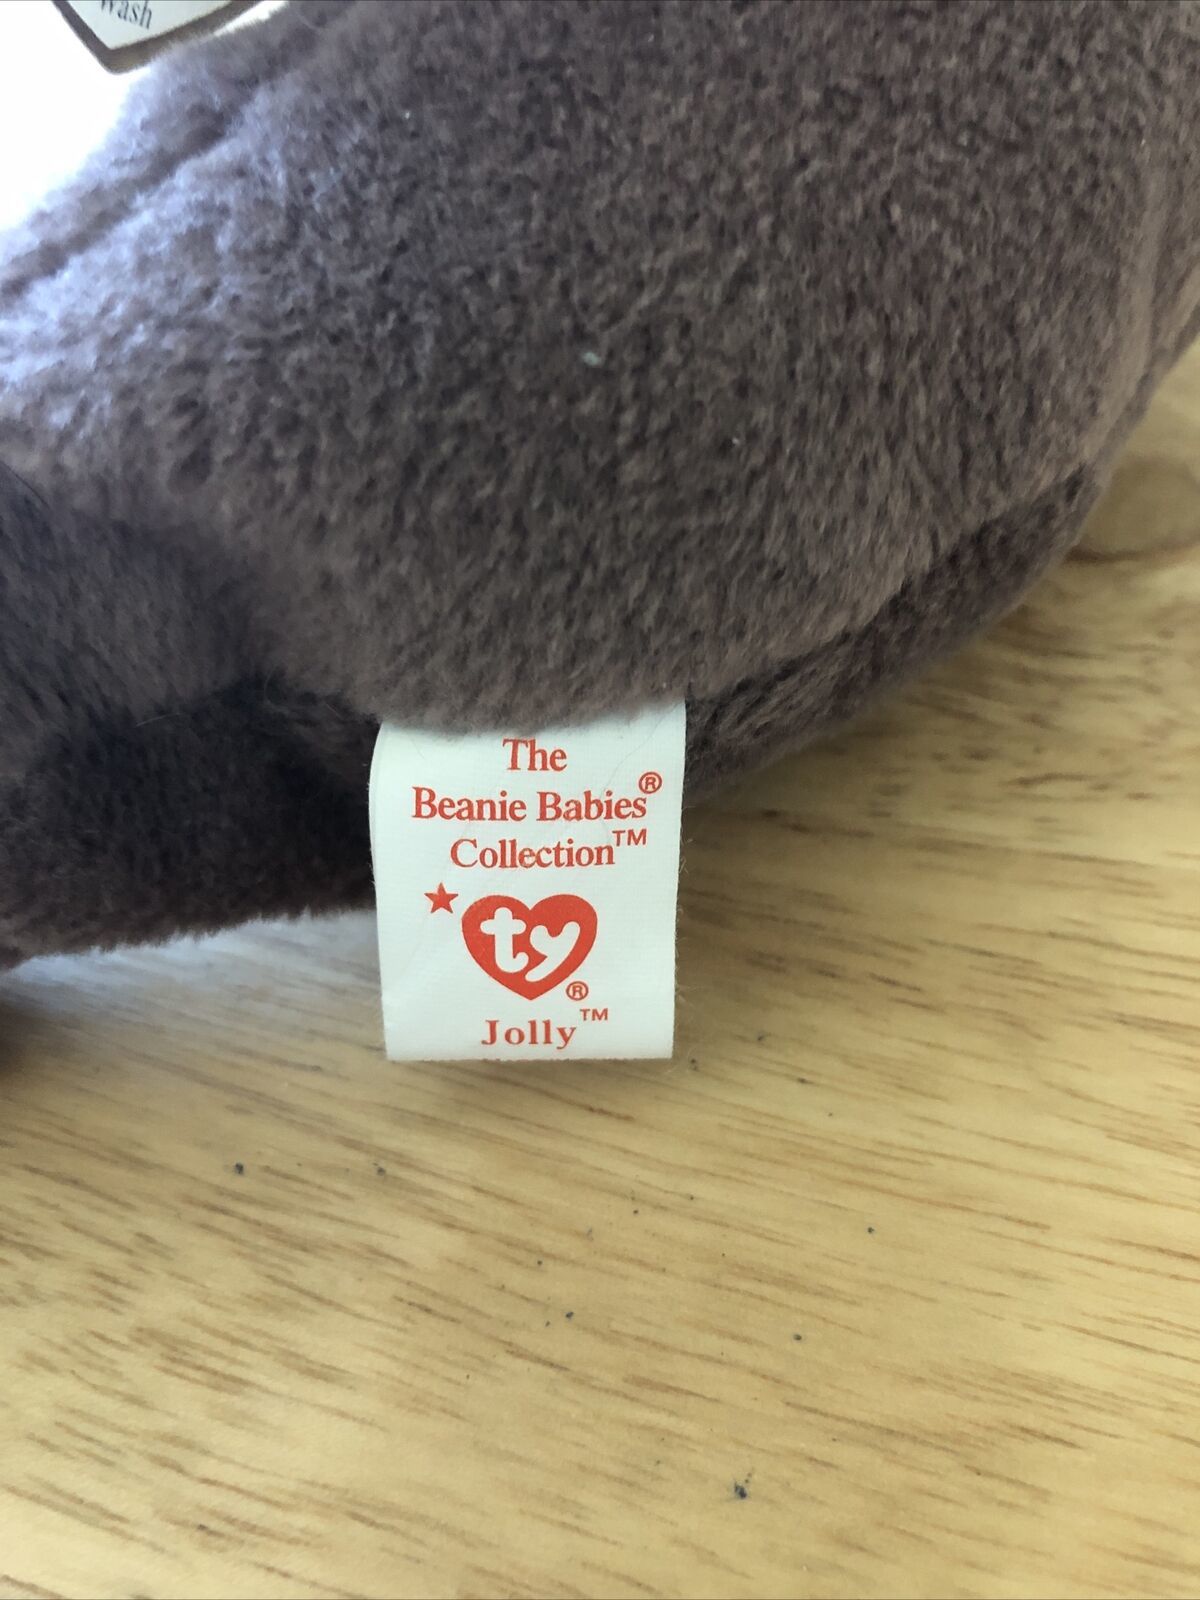 wash
The
Beanie Babies®
Collection™
ty®
Jolly™